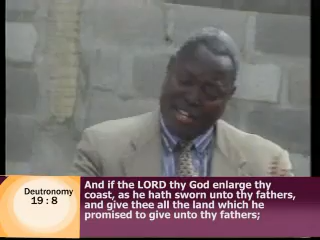 Deutronomy
19 : 8
And if the LORD thy God enlarge thy
coast, as he hath sworn unto thy fathers,
and give thee all the land which he
promised to give unto thy fathers;